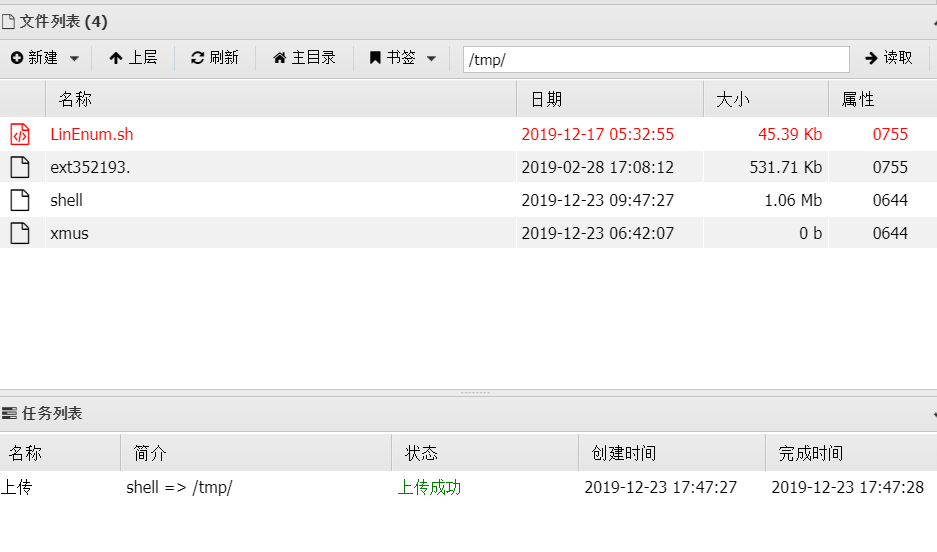 文件列表 (4)
新建 上层 刷新 主目录 书签 /tmp/ 读取
名称 日期 大小 属性
LinEnum.sh 2019-12-17 05:32:55 45.39 Kb 0755
ext352193. 2019-02-28 17:08:12 531.71 Kb 0755
shell 2019-12-23 09:47:27 1.06 Mb 0644
xmus 2019-12-23 06:42:07 0 b 0644
任务列表
名称 简介 状态 创建时间 完成时间
上传 shell => /tmp/ 上传成功 2019-12-23 17:47:27 2019-12-23 17:47:28